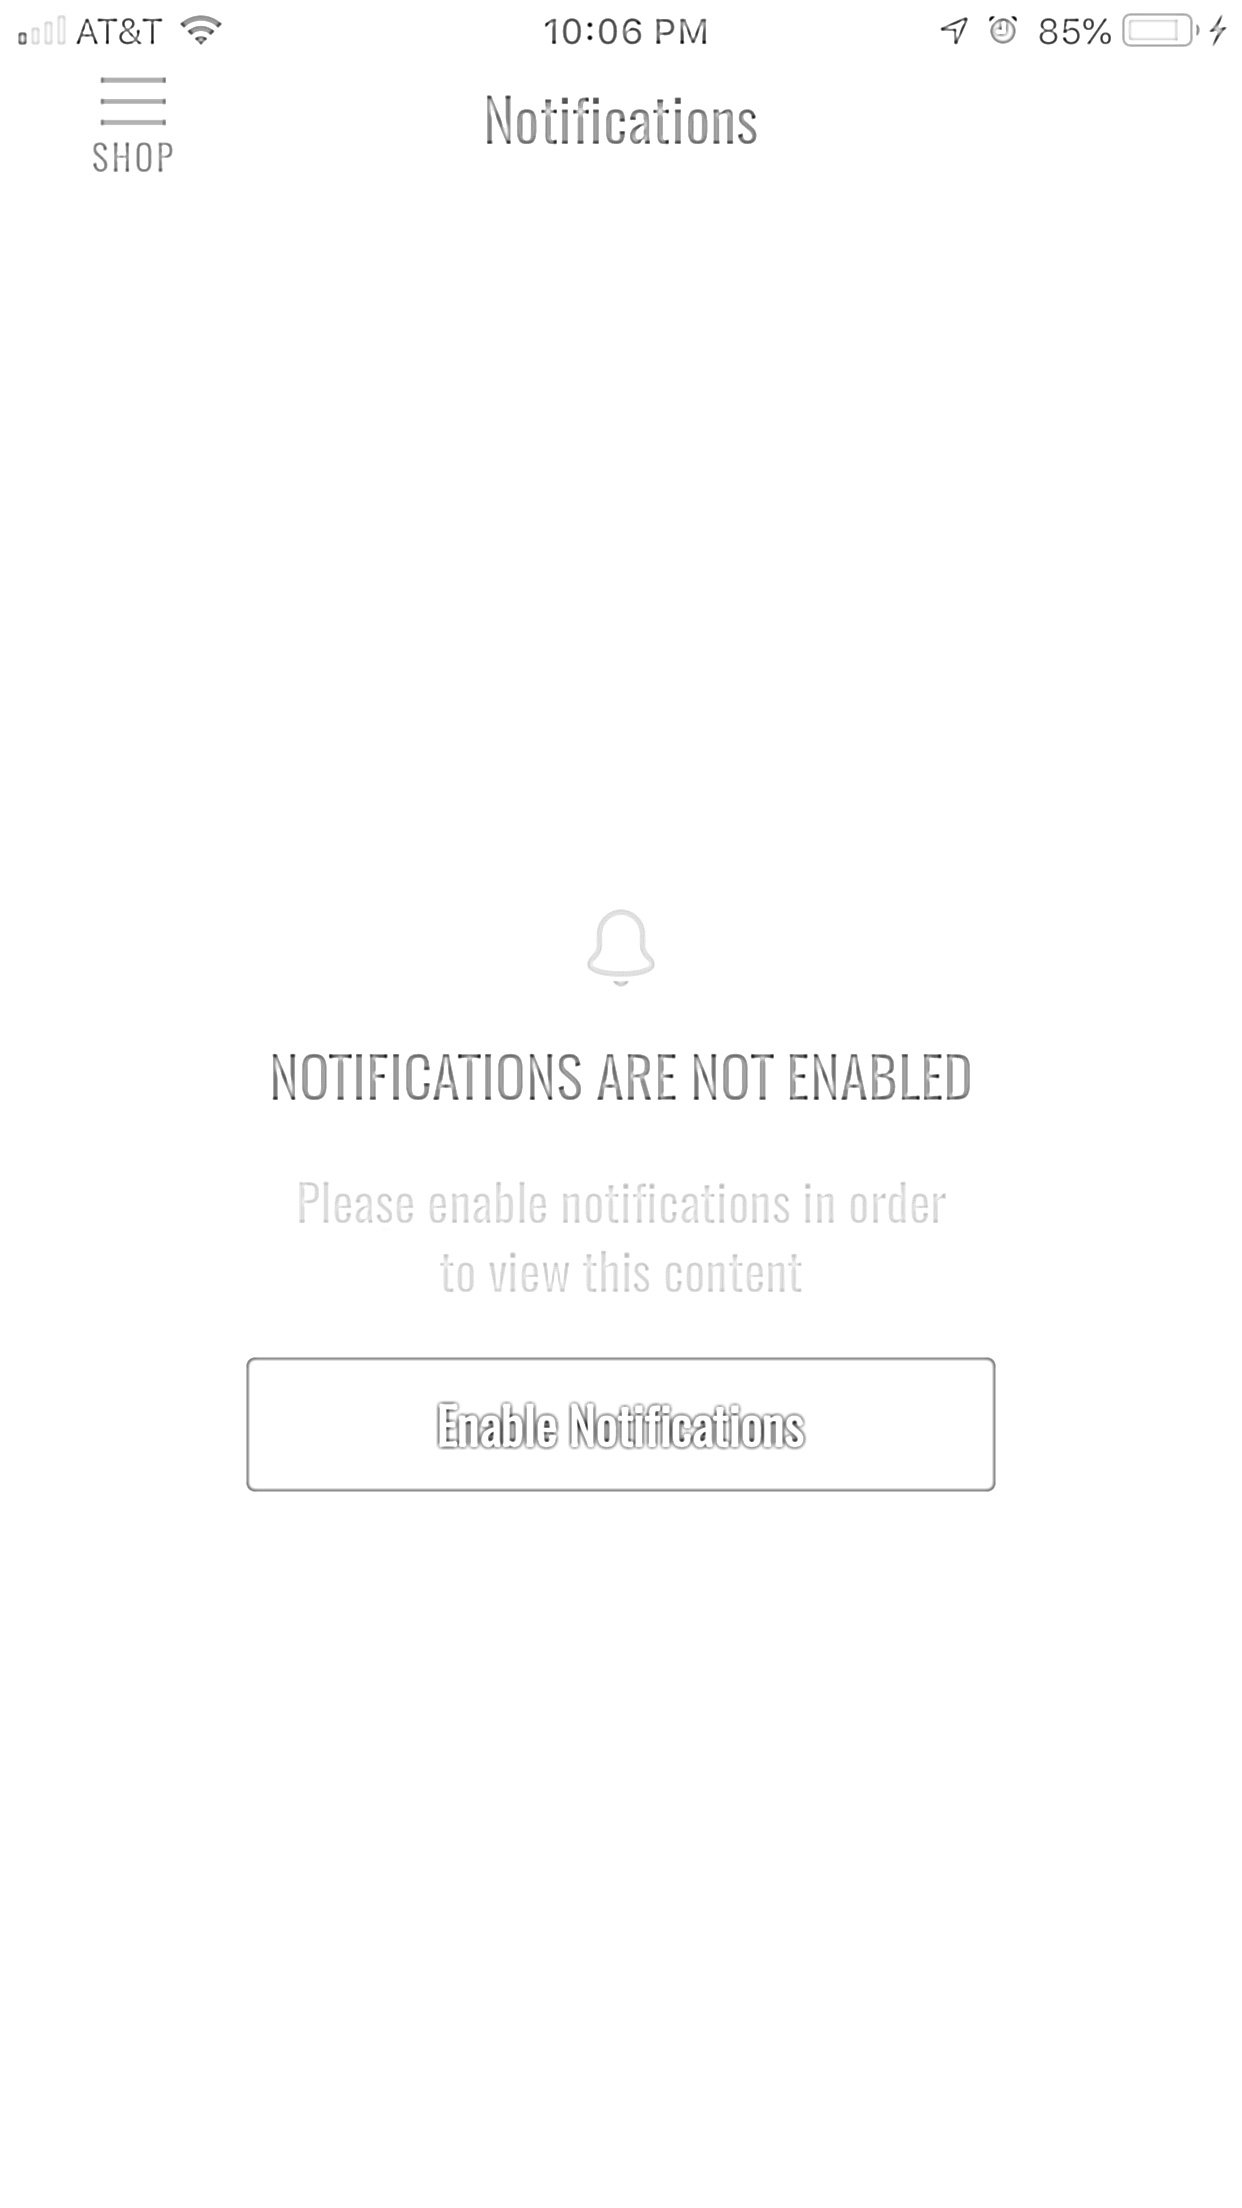 AT&T 10:06 PM 85%
Notifications
SHOP
NOTIFICATIONS ARE NOT ENABLED
Please enable notifications in order
to view this content
Enable Notifications